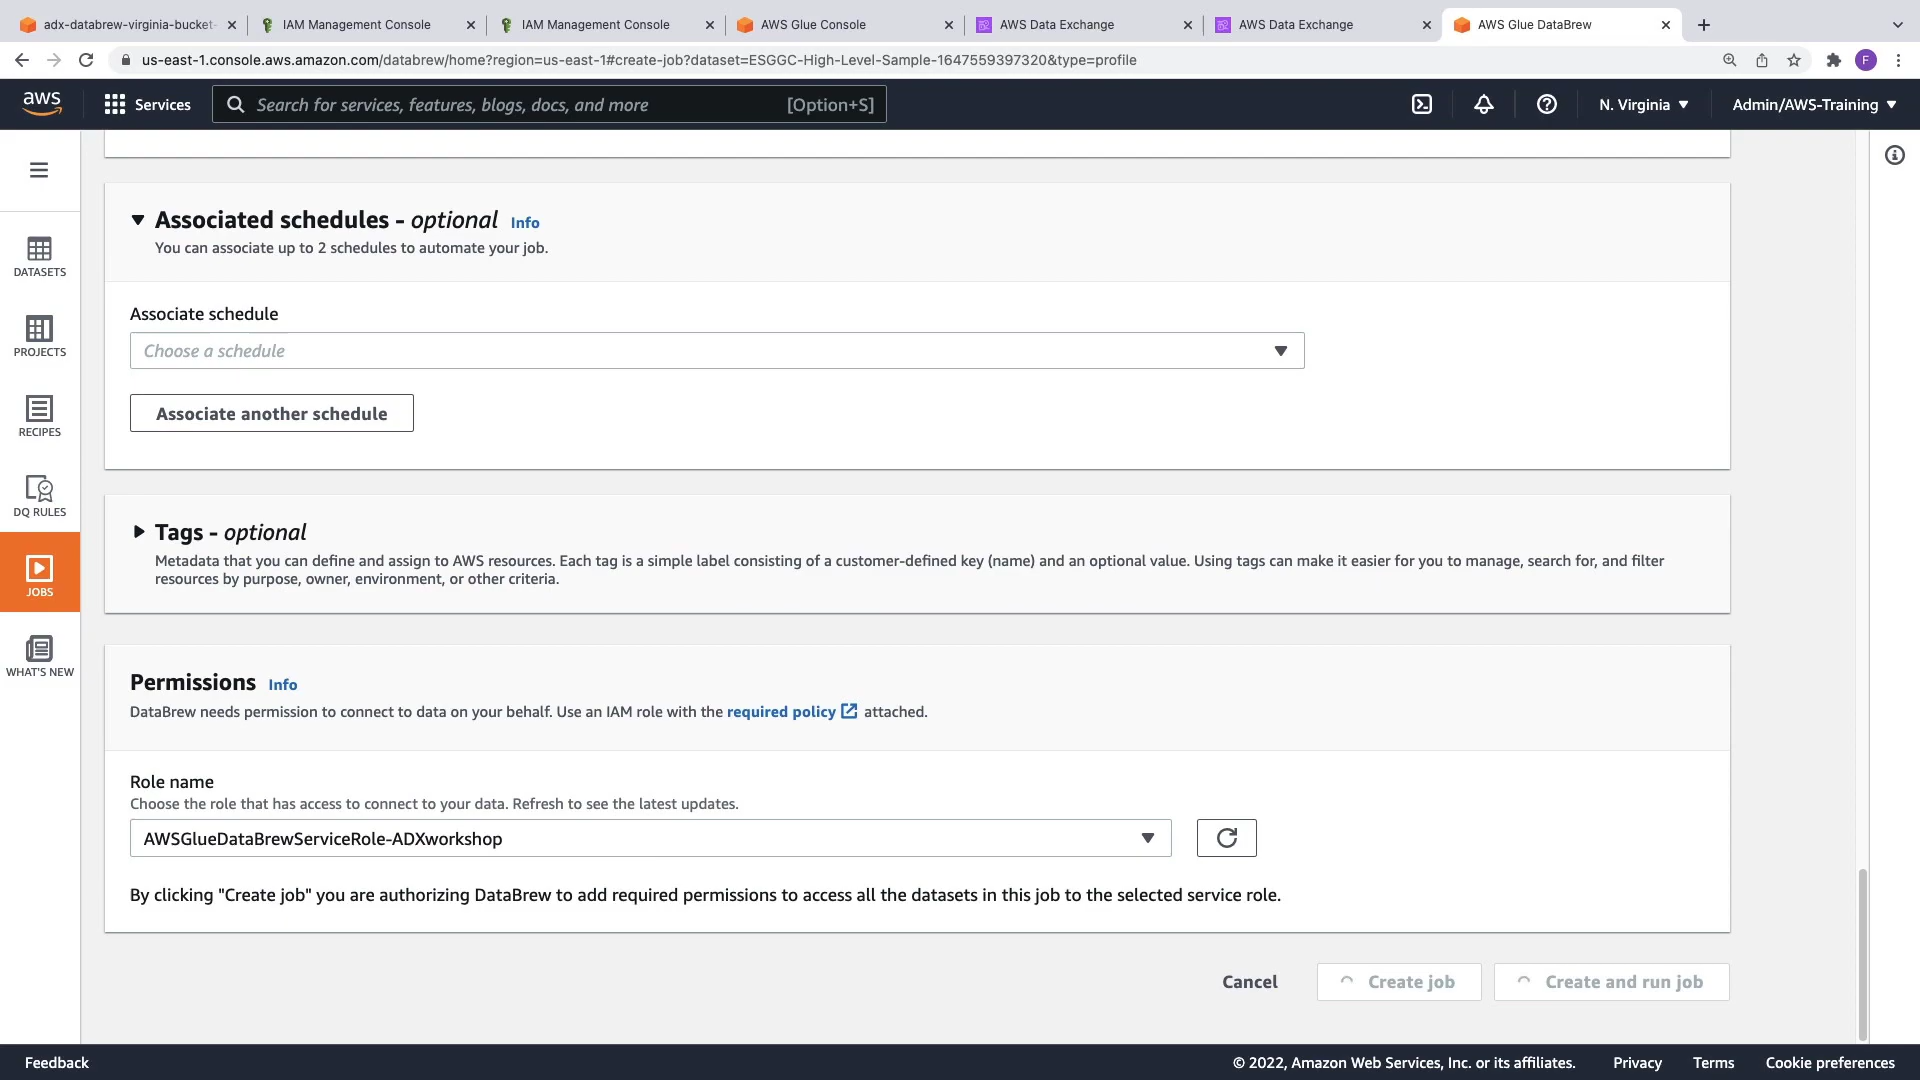 adx-databrew-virginia-bucket-
IAM Management Console
IAM Management Console
AWS Glue Console
AWS Data Exchange
AWS Data Exchange
AWS Glue DataBrew
us-east-1.console.aws.amazon.com/databrew/home?region=us-east-1#create-job?dataset=ESGGC-High-Level-Sample-1647559397320&type=profile
F
aws
Services
Search for services, features, blogs, docs, and more
[Option+S]
N. Virginia
Admin/AWS-Training
DATASETS
PROJECTS
RECIPES
DQ RULES
JOBS
WHAT'S NEW
Associated schedules - optional Info
You can associate up to 2 schedules to automate your job.
Associate schedule
Choose a schedule
Associate another schedule
Tags - optional
Metadata that you can define and assign to AWS resources. Each tag is a simple label consisting of a customer-defined key (name) and an optional value. Using tags can make it easier for you to manage, search for, and filter
resources by purpose, owner, environment, or other criteria.
Permissions Info
DataBrew needs permission to connect to data on your behalf. Use an IAM role with the required policy attached.
Role name
Choose the role that has access to connect to your data. Refresh to see the latest updates.
AWSGlueDataBrewServiceRole-ADXworkshop
By clicking "Create job" you are authorizing DataBrew to add required permissions to access all the datasets in this job to the selected service role.
Cancel
Create job
Create and run job
Feedback
© 2022, Amazon Web Services, Inc. or its affiliates.
Privacy
Terms
Cookie preferences